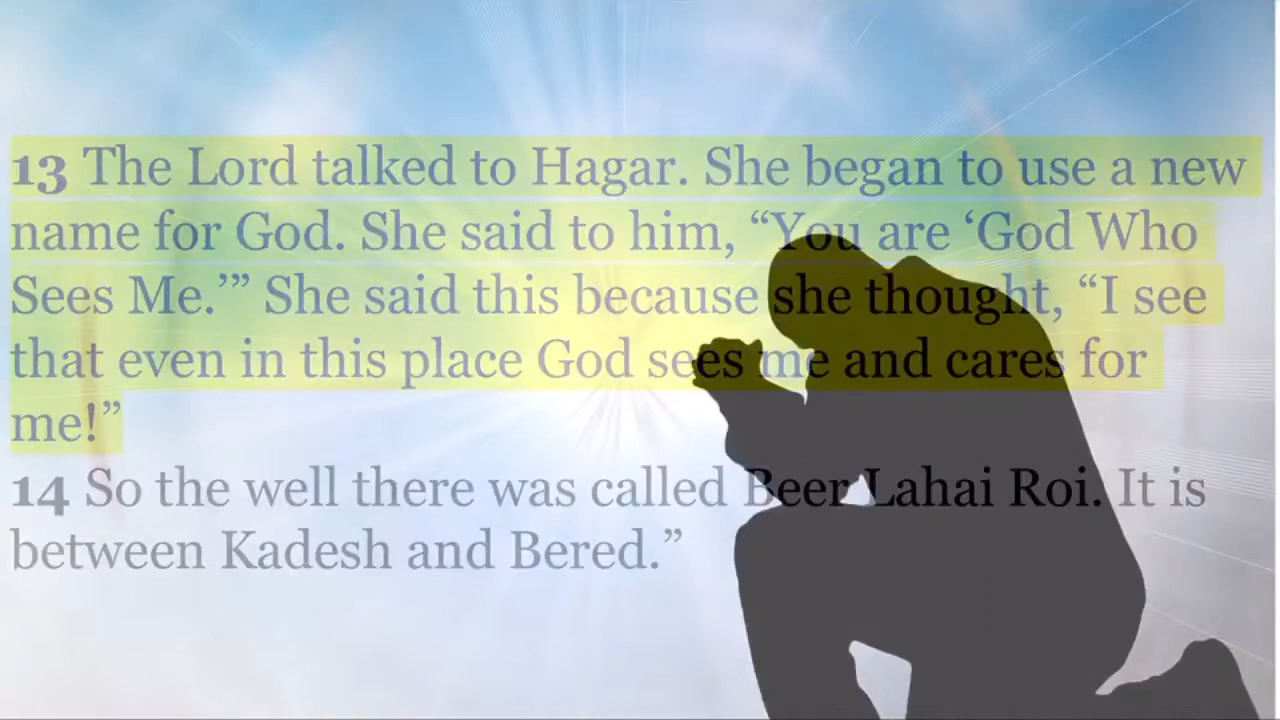 13 The Lord talked to Hagar. She began to use a new
name for God. She said to him, “You are ‘God Who
Sees Me.’” She said this because she thought, “I see
that even in this place God sees me and cares for
me!”
14 So the well there was called Beer Lahai Roi. It is
between Kadesh and Bered.”